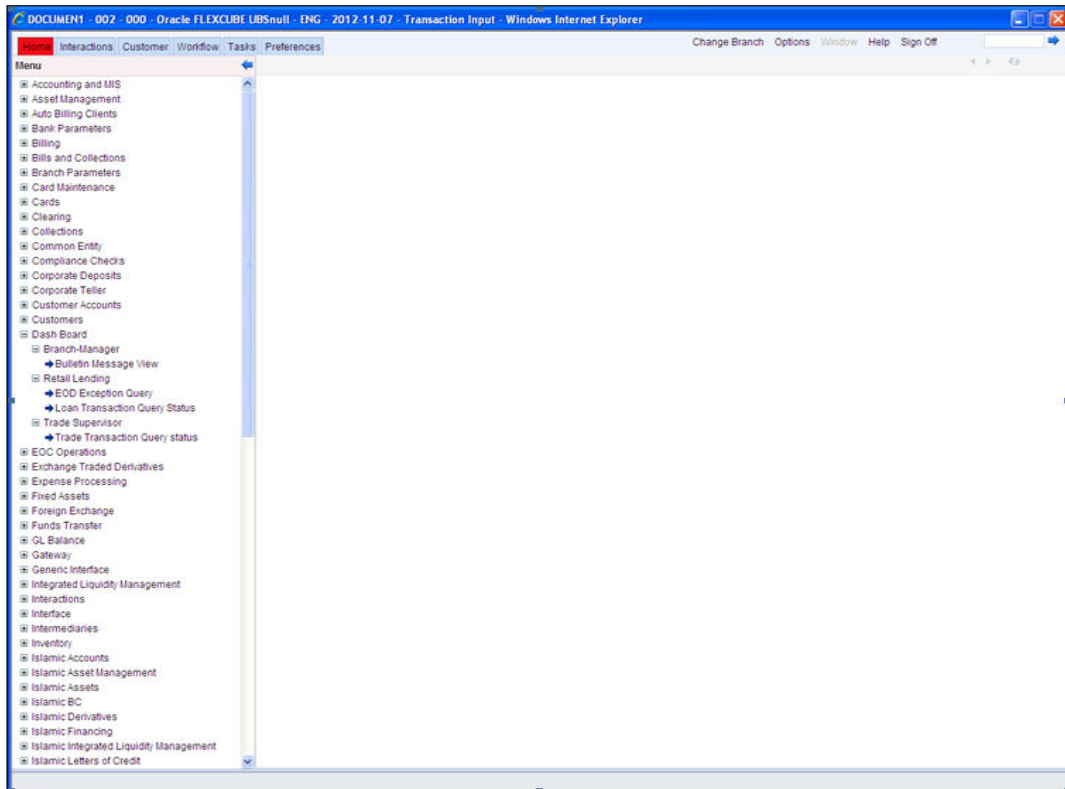 DOCUMENT1 - 002 - 000 - Oracle FLEXCUBE UBSnull - ENG - 2012-11-07 - Transaction Input - Windows Internet Explorer
Home Interactions Customer Workflow Tasks Preferences Change Branch Options Window Help Sign Off
Menu
Accounting and MIS
Asset Management
Auto Billing Clients
Bank Parameters
Billing
Bills and Collections
Branch Parameters
Card Maintenance
Cards
Clearing
Collections
Common Entity
Compliance Checks
Corporate Deposits
Corporate Teller
Customer Accounts
Customers
Dash Board
Branch-Manager
Bulletin Message View
Retail Lending
EOD Exception Query
Loan Transaction Query Status
Trade Supervisor
Trade Transaction Query status
EOC Operations
Exchange Traded Derivatives
Expense Processing
Fixed Assets
Foreign Exchange
Funds Transfer
GL Balance
Gateway
Generic Interface
Integrated Liquidity Management
Interactions
Interface
Intermediaries
Inventory
Islamic Accounts
Islamic Asset Management
Islamic Assets
Islamic BC
Islamic Derivatives
Islamic Financing
Islamic Integrated Liquidity Management
Islamic Letters of Credit